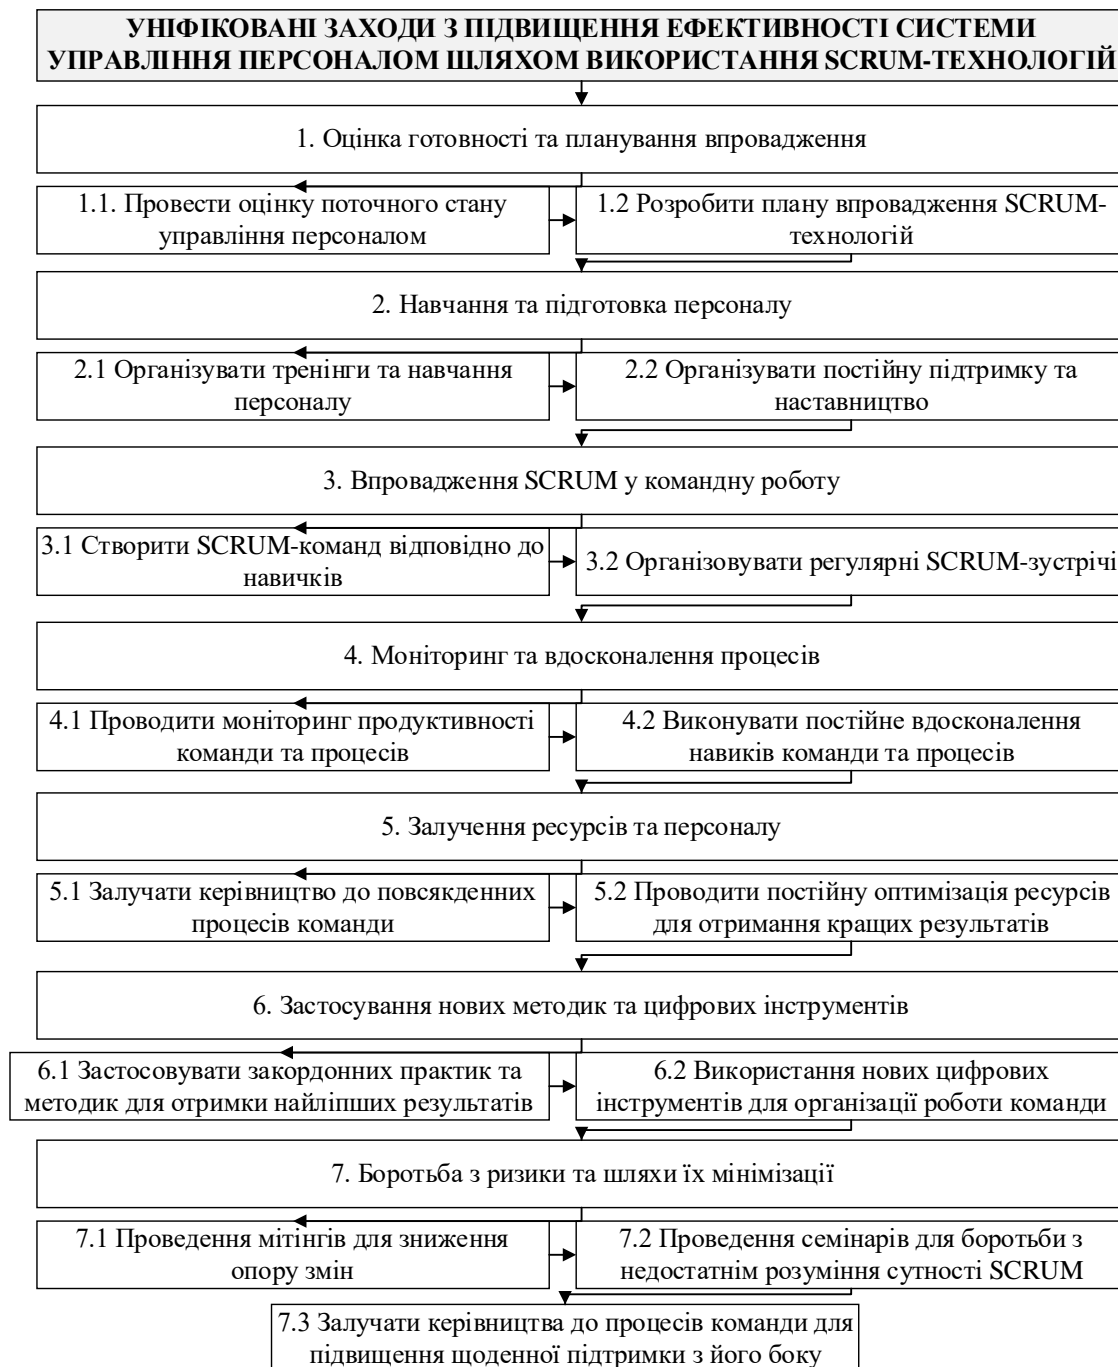 УНІФІКОВАНІ ЗАХОДИ З ПІДВИЩЕННЯ ЕФЕКТИВНОСТІ СИСТЕМИ
УПРАВЛІННЯ ПЕРСОНАЛОМ ШЛЯХОМ ВИКОРИСТАННЯ SCRUM-ТЕХНОЛОГІЙ
1. Оцінка готовності та планування впровадження
1.1. Провести оцінку поточного стану
управління персоналом
1.2 Розробити плану впровадження SCRUM-
технологій
2. Навчання та підготовка персоналу
2.1 Організувати тренінги та навчання
персоналу
2.2 Організувати постійну підтримку та
наставництво
3. Впровадження SCRUM у командну роботу
3.1 Створити SCRUM-команд відповідно до
навичків
3.2 Організовувати регулярні SCRUM-зустрічі
4. Моніторинг та вдосконалення процесів
4.1 Проводити моніторинг продуктивності
команди та процесів
4.2 Виконувати постійне вдосконалення
навиків команди та процесів
5. Залучення ресурсів та персоналу
5.1 Залучати керівництво до повсякденних
процесів команди
5.2 Проводити постійну оптимізація ресурсів
для отримання кращих результатів
6. Застосування нових методик та цифрових інструментів
6.1 Застосовувати закордонних практик та
методик для отримки найліпших результатів
6.2 Використання нових цифрових
інструментів для організації роботи команди
7. Боротьба з ризики та шляхи їх мінімізації
7.1 Проведення мітінгів для зниження
опору змін
7.2 Проведення семінарів для боротьби з
недостатнім розуміння сутності SCRUM
7.3 Залучати керівництва до процесів команди для
підвищення щоденної підтримки з його боку